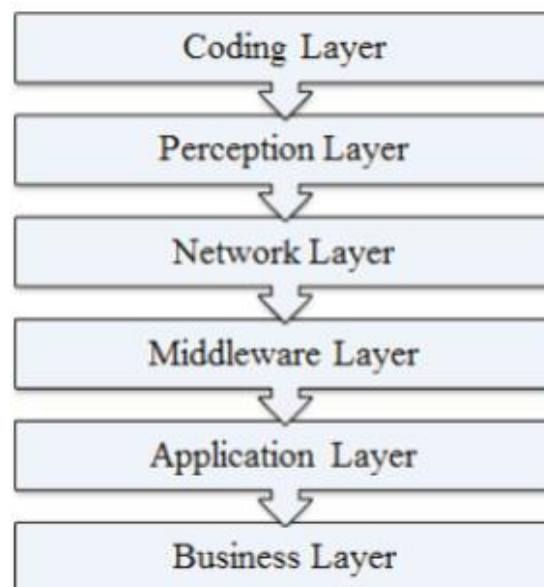 Coding Layer
Perception Layer
Network Layer
Middleware Layer
Application Layer
Business Layer